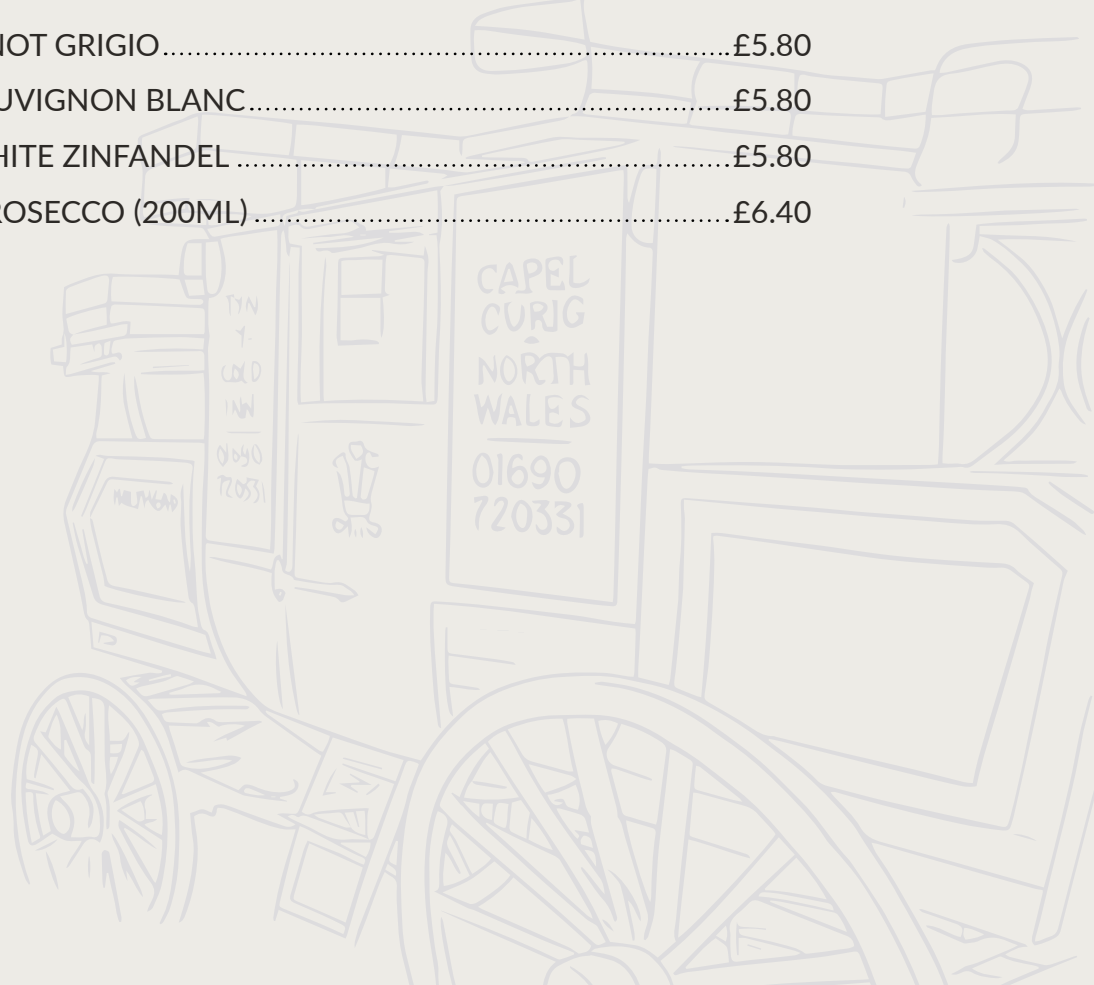 NOT GRIGIO........................................................................£5.80
UVIGNON BLANC............................................................£5.80
HITE ZINFANDEL .............................................................£5.80
ROSECCO (200ML) ...........................................................£6.40
CAPEL
CURIG
NORTH
WALES
01690
720331
TYN
Y.
COED
INN
01690
720331